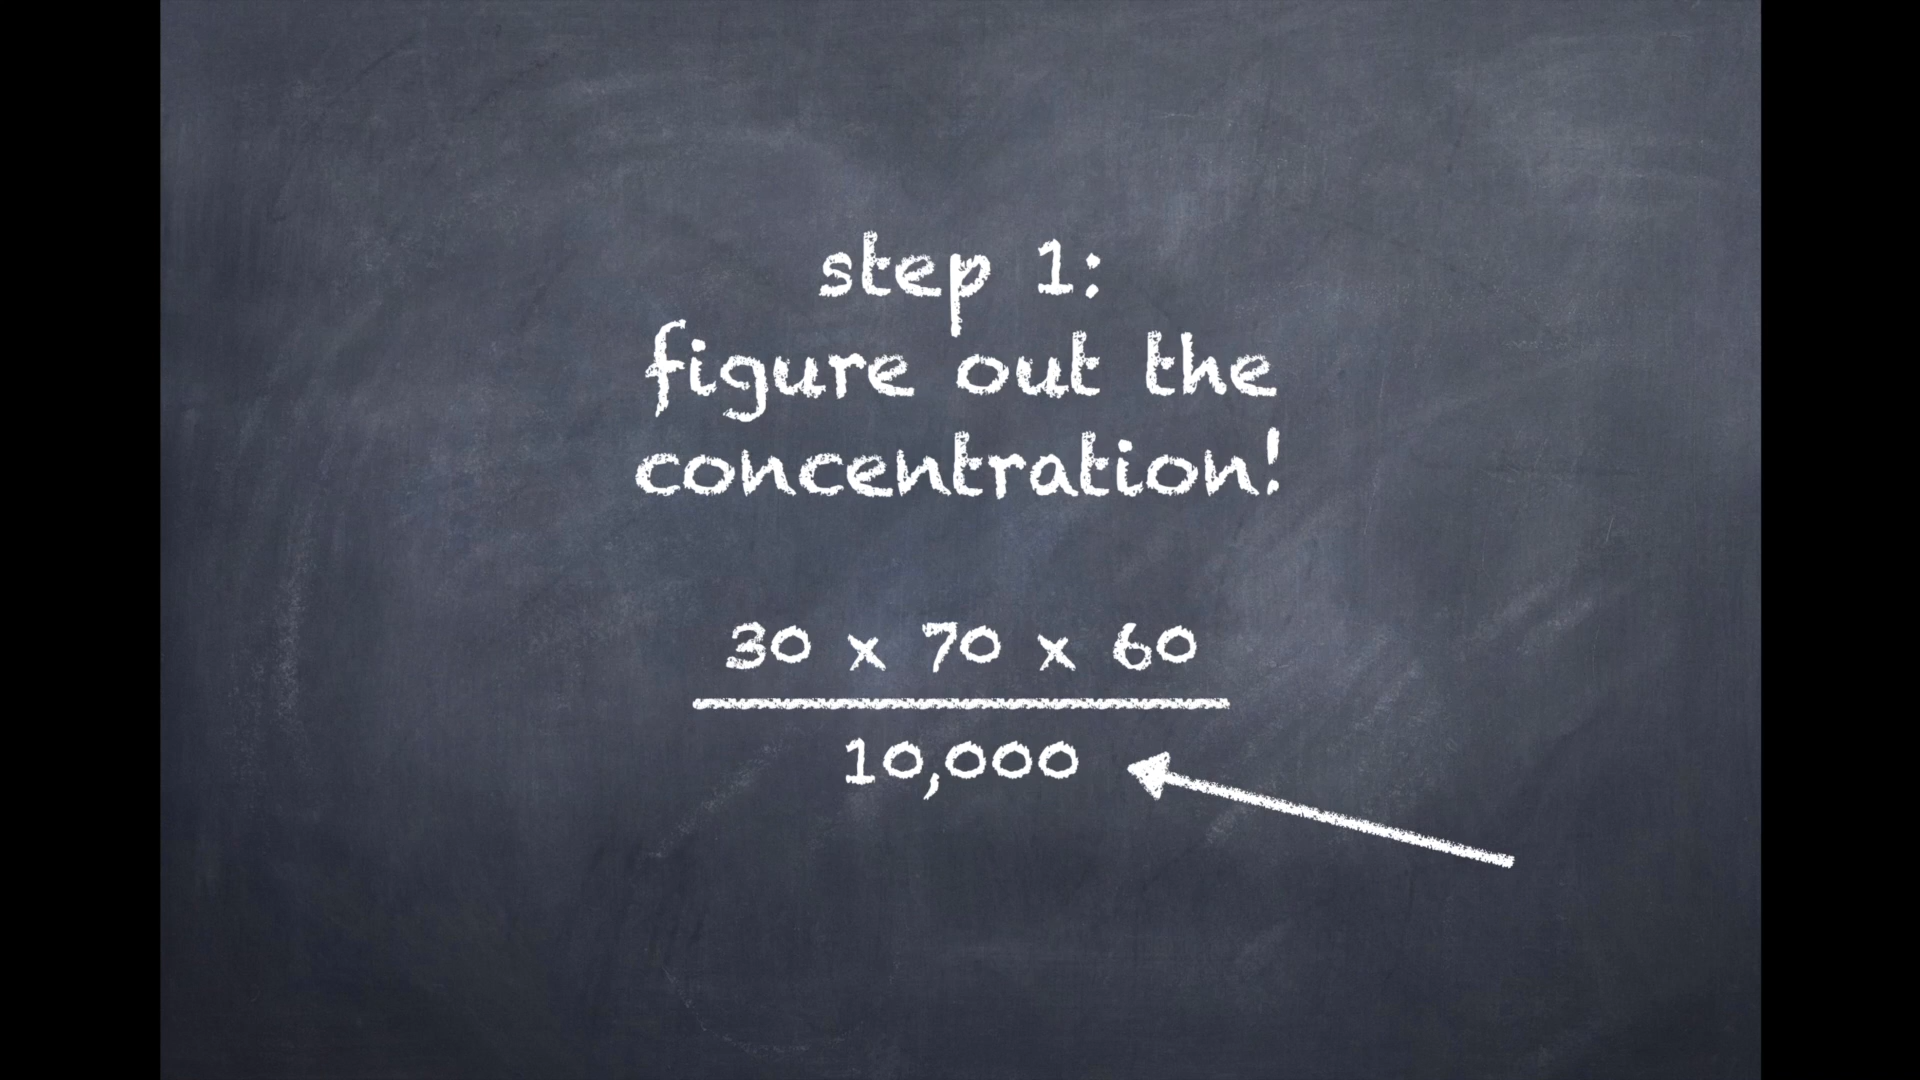 step 1:
figure out the
concentration!
30 x 70 x 60
10,000